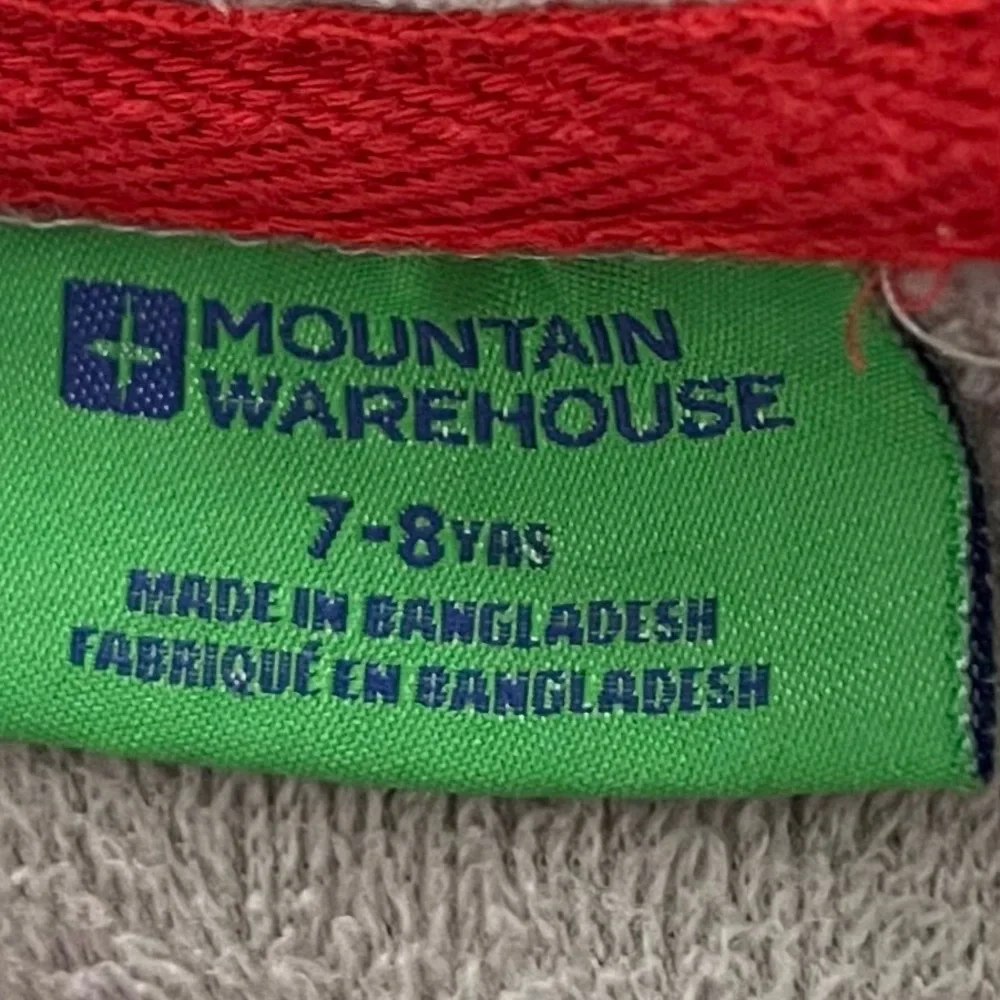 MOUNTAIN
WAREHOUSE
7-8YRS
MADE IN BANGLADESH
FABRIQUÉ EN BANGLADESH